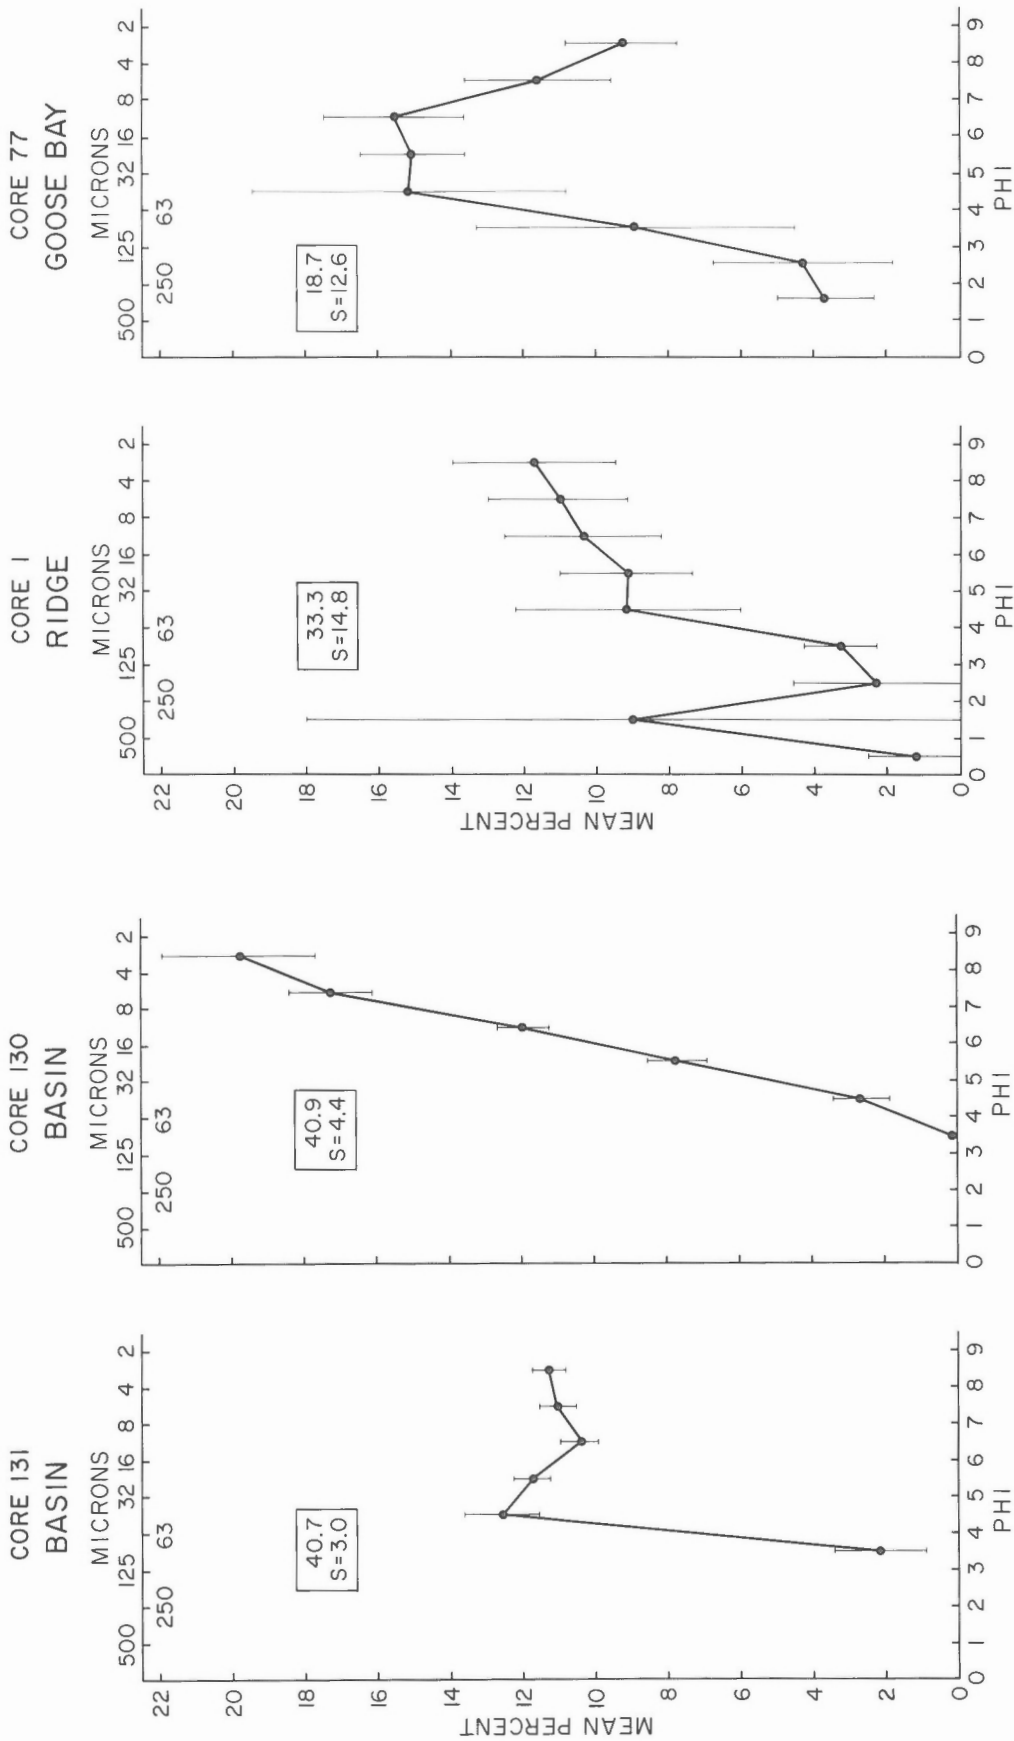 CORE 131
BASIN
MICRONS
500 125 32 16 8 4 2
250 63
40.7
S=3.0
MEAN PERCENT
22
20
18
16
14
12
10
8
6
4
2
0
0 1 2 3 4 5 6 7 8 9
PHI
CORE 130
BASIN
MICRONS
500 125 32 16 8 4 2
250 63
40.9
S=4.4
0 1 2 3 4 5 6 7 8 9
PHI
CORE 1
RIDGE
MICRONS
500 125 32 16 8 4 2
250 63
33.3
S=14.8
MEAN PERCENT
22
20
18
16
14
12
10
8
6
4
2
0
0 1 2 3 4 5 6 7 8 9
PHI
CORE 77
GOOSE BAY
MICRONS
500 125 32 16 8 4 2
250 63
18.7
S=12.6
0 1 2 3 4 5 6 7 8 9
PHI